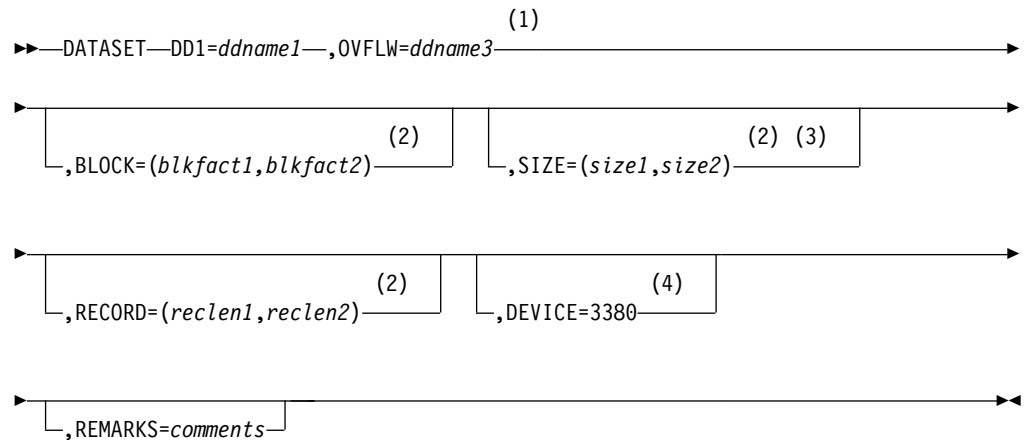 (1)
DATASET DD1=ddname1 ,OVFLW=ddname3
(2) (2) (3)
,BLOCK=(blkfact1,blkfact2) ,SIZE=(size1,size2)
(2) (4)
,RECORD=(reclen1,reclen2) ,DEVICE=3380
,REMARKS=comments